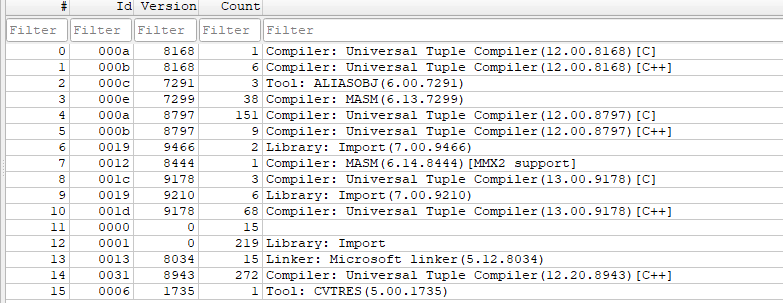 # Id Version Count
Filter Filter Filter Filter Filter
0 000a 8168 1 Compiler: Universal Tuple Compiler(12.00.8168)[C]
1 000b 8168 6 Compiler: Universal Tuple Compiler(12.00.8168)[C++]
2 000c 7291 3 Tool: ALIASOBJ(6.00.7291)
3 000e 7299 38 Compiler: MASM(6.13.7299)
4 000a 8797 151 Compiler: Universal Tuple Compiler(12.00.8797)[C]
5 000b 8797 9 Compiler: Universal Tuple Compiler(12.00.8797)[C++]
6 0019 9466 2 Library: Import(7.00.9466)
7 0012 8444 1 Compiler: MASM(6.14.8444)[MMX2 support]
8 001c 9178 3 Compiler: Universal Tuple Compiler(13.00.9178)[C]
9 0019 9210 6 Library: Import(7.00.9210)
10 001d 9178 68 Compiler: Universal Tuple Compiler(13.00.9178)[C++]
11 0000 0 15
12 0001 0 219 Library: Import
13 0013 8034 15 Linker: Microsoft linker(5.12.8034)
14 0031 8943 272 Compiler: Universal Tuple Compiler(12.20.8943)[C++]
15 0006 1735 1 Tool: CVTRES(5.00.1735)